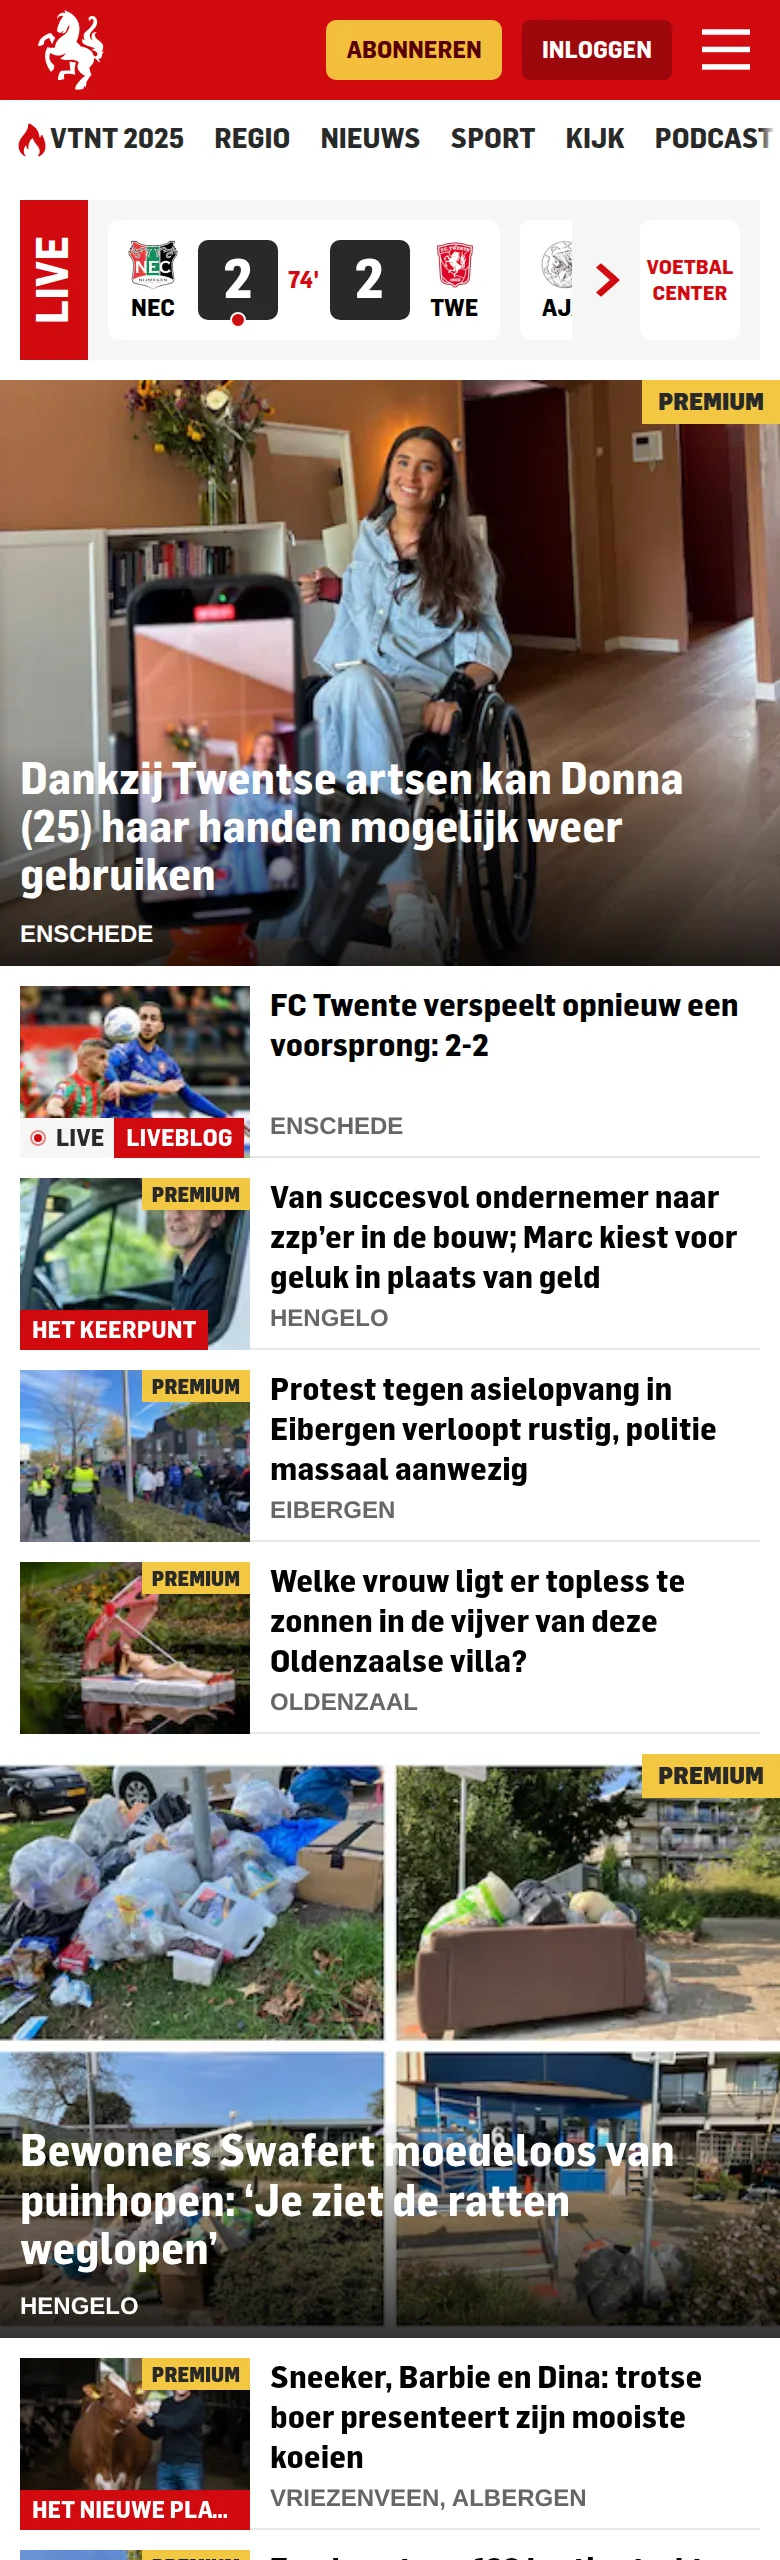 ABONNEREN
INLOGGEN
VTNT 2025 REGIO NIEUWS SPORT KIJK PODCAST
LIVE
NEC 2 74' 2 TWE
AJ
VOETBAL
CENTER
PREMIUM
Dankzij Twentse artsen kan Donna
(25) haar handen mogelijk weer
gebruiken
ENSCHEDE
FC Twente verspeelt opnieuw een
voorsprong: 2-2
ENSCHEDE
LIVE LIVEBLOG
PREMIUM
Van succesvol ondernemer naar
zzp’er in de bouw; Marc kiest voor
geluk in plaats van geld
HENGELO
HET KEERPUNT
PREMIUM
Protest tegen asielopvang in
Eibergen verloopt rustig, politie
massaal aanwezig
EIBERGEN
PREMIUM
Welke vrouw ligt er topless te
zonnen in de vijver van deze
Oldenzaalse villa?
OLDENZAAL
PREMIUM
Bewoners Swafert moedeloos van
puinhopen: ‘Je ziet de ratten
weglopen’
HENGELO
PREMIUM
Sneeker, Barbie en Dina: trotse
boer presenteert zijn mooiste
koeien
VRIEZENVEEN, ALBERGEN
HET NIEUWE PLA...